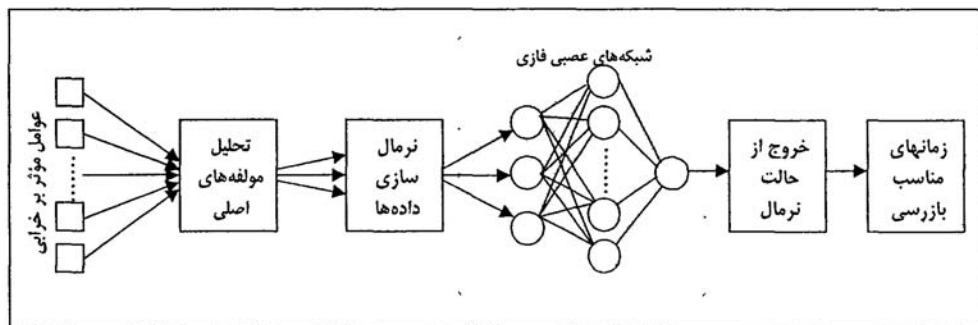 شبکه‌های عصبی فازی
عوامل مؤثر بر خرابی
تحلیل
مولفه‌های
اصلی
نرمال
سازی
داده‌ها
خروج از
حالت
نرمال
زمانهای
مناسب
بازرسی